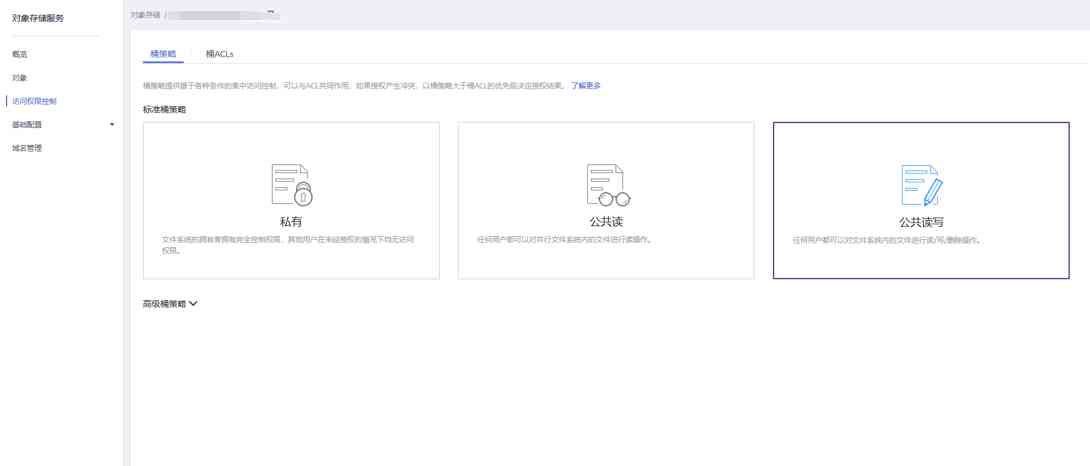 对象存储服务
对象存储 /
概览
对象
访问权限控制
基础配置
域名管理
桶策略
桶ACLs
桶策略提供基于各种条件的集中访问控制，可以与ACL共同作用，如果授权产生冲突，以桶策略大于桶ACL的优先级决定授权结果。 了解更多
标准桶策略
私有
文件系统的拥有者拥有完全控制权限，其他用户在未经授权的情况下均无访问
权限。
公共读
任何用户都可以对并行文件系统内的文件进行读操作。
公共读写
任何用户都可以对文件系统内的文件进行读/写/删除操作。
高级桶策略